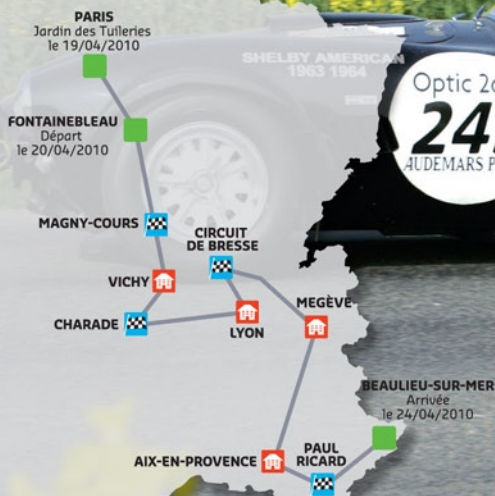 PARIS
Jardin des Tuileries
le 19/04/2010
SHELBY AMERICAN
1963 1964
Optic 2
24
AUDEMARS P
FONTAINEBLEAU
Départ
le 20/04/2010
MAGNY-COURS
CIRCUIT
DE BRESSE
VICHY
MEGÈVE
CHARADE
LYON
BEAULIEU-SUR-MER
Arrivée
le 24/04/2010
AIX-EN-PROVENCE
PAUL
RICARD